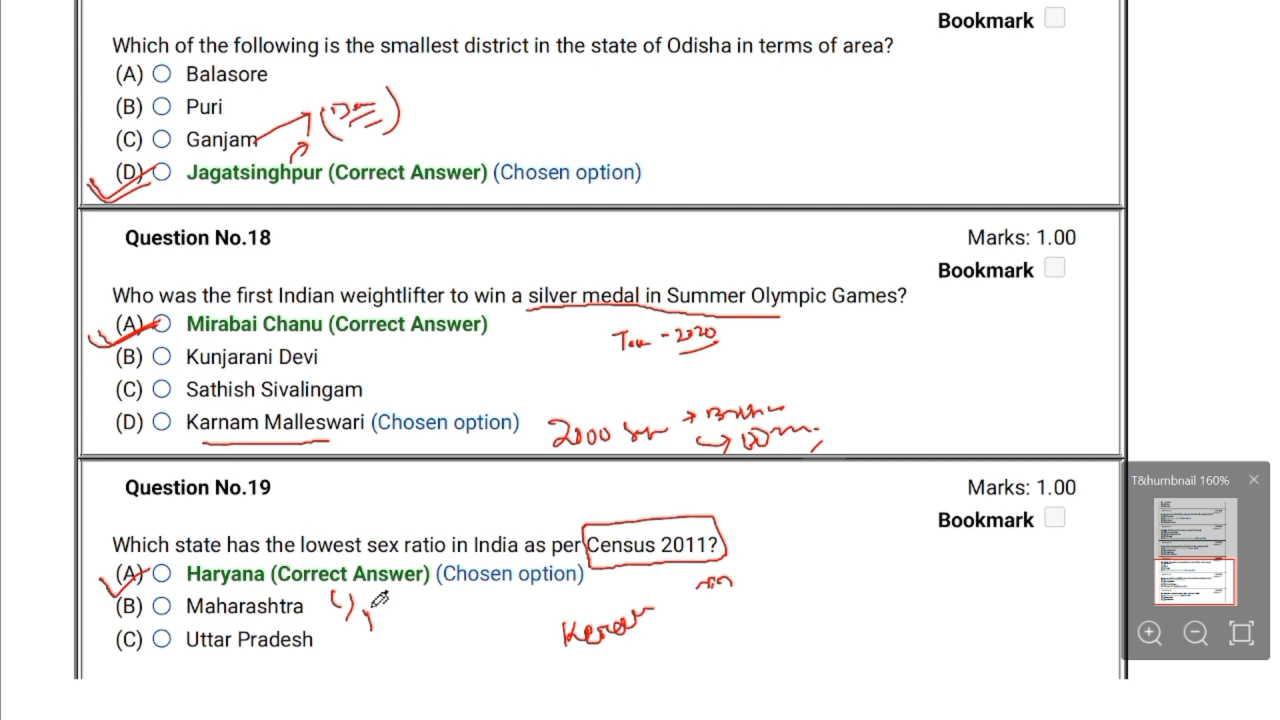 Bookmark
Which of the following is the smallest district in the state of Odisha in terms of area?
(A) Balasore
(B) Puri
(C) Ganjam
(D) Jagatsinghpur (Correct Answer) (Chosen option)
Question No.18
Marks: 1.00
Bookmark
Who was the first Indian weightlifter to win a silver medal in Summer Olympic Games?
(A) Mirabai Chanu (Correct Answer)
2020
(B) Kunjarani Devi
(C) Sathish Sivalingam
(D) Karnam Malleswari (Chosen option)
2000
Question No.19
Marks: 1.00
Bookmark
Which state has the lowest sex ratio in India as per Census 2011?
(A) Haryana (Correct Answer) (Chosen option)
(B) Maharashtra
(C) Uttar Pradesh
T&humbnail 160%